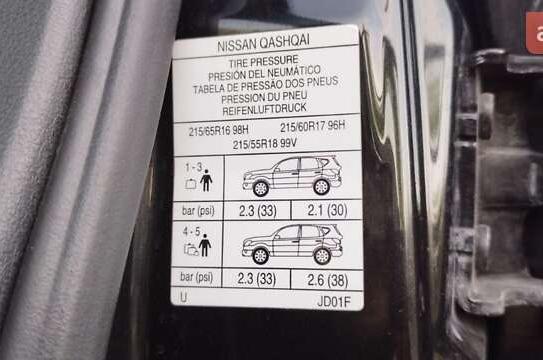 NISSAN QASHQAI
TIRE PRESSURE
PRESIÓN DEL NEUMÁTICO
TABELA DE PRESSÃO DOS PNEUS
PRESSION DU PNEU
REIFENLUFTDRUCK
215/65R16 98H 215/60R17 96H
215/55R18 99V
1 - 3
bar (psi) 2.3 (33) 2.1 (30)
4 - 5
bar (psi) 2.3 (33) 2.6 (38)
U JD01F
a